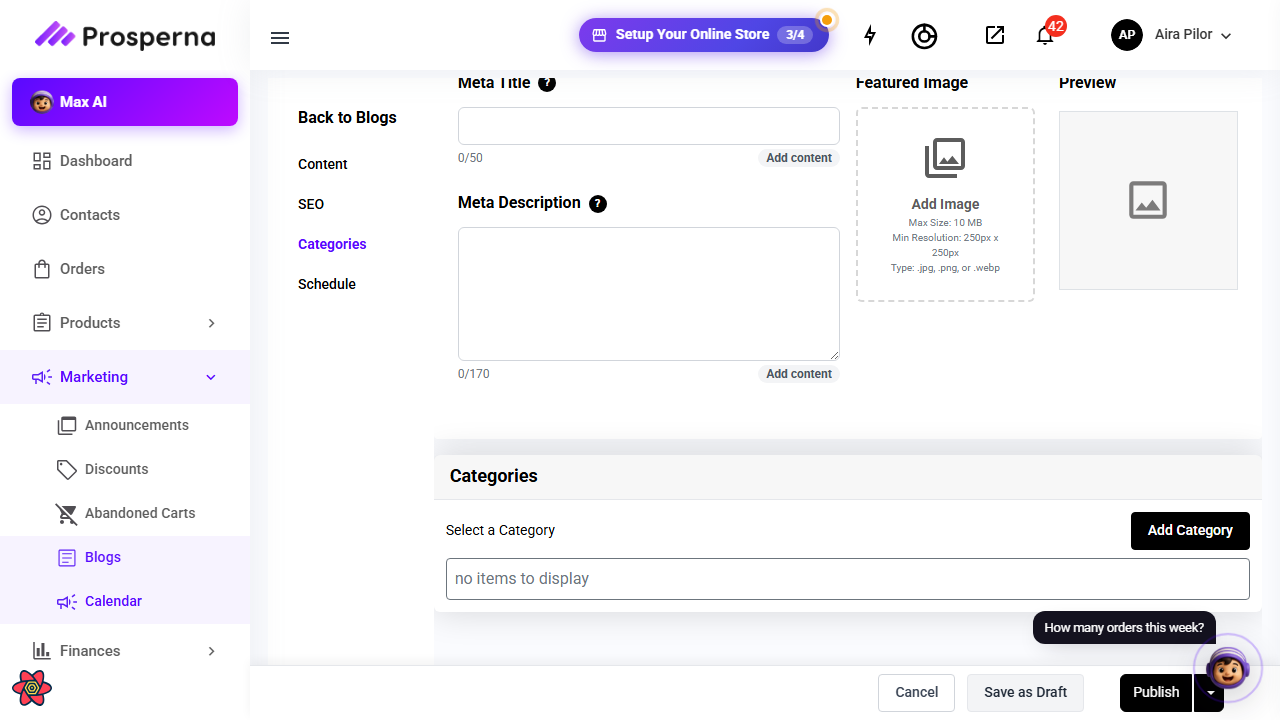 Prosperna
Setup Your Online Store 3/4
42
AP Aira Pilor
Max AI
Dashboard
Contacts
Orders
Products
Marketing
Announcements
Discounts
Abandoned Carts
Blogs
Calendar
Finances
Back to Blogs
Content
SEO
Categories
Schedule
Meta Title ?
0/50 Add content
Meta Description ?
0/170 Add content
Featured Image
Add Image
Max Size: 10 MB
Min Resolution: 250px x
250px
Type: .jpg, .png, or .webp
Preview
Categories
Select a Category
Add Category
no items to display
How many orders this week?
Cancel
Save as Draft
Publish